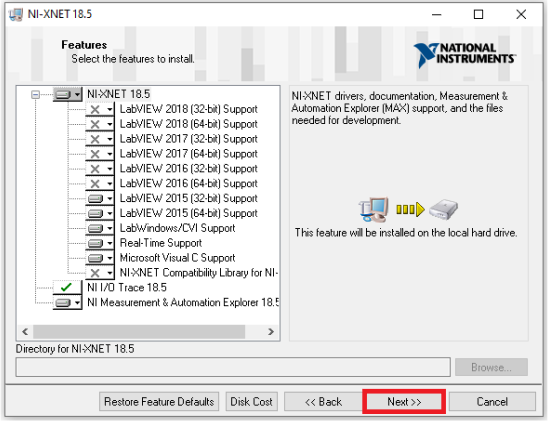 NI-XNET 18.5
Features
Select the features to install.
NATIONAL
INSTRUMENTS
NI-XNET 18.5
LabVIEW 2018 (32-bit) Support
LabVIEW 2018 (64-bit) Support
LabVIEW 2017 (32-bit) Support
LabVIEW 2017 (64-bit) Support
LabVIEW 2016 (32-bit) Support
LabVIEW 2016 (64-bit) Support
LabVIEW 2015 (32-bit) Support
LabVIEW 2015 (64-bit) Support
LabWindows/CVI Support
Real-Time Support
Microsoft Visual C Support
NI-XNET Compatibility Library for NI-
NI I/O Trace 18.5
NI Measurement & Automation Explorer 18.5
NI-XNET drivers, documentation, Measurement &
Automation Explorer (MAX) support, and the files
needed for development.
This feature will be installed on the local hard drive.
Directory for NI-XNET 18.5
Browse...
Restore Feature Defaults
Disk Cost
<< Back
Next >>
Cancel